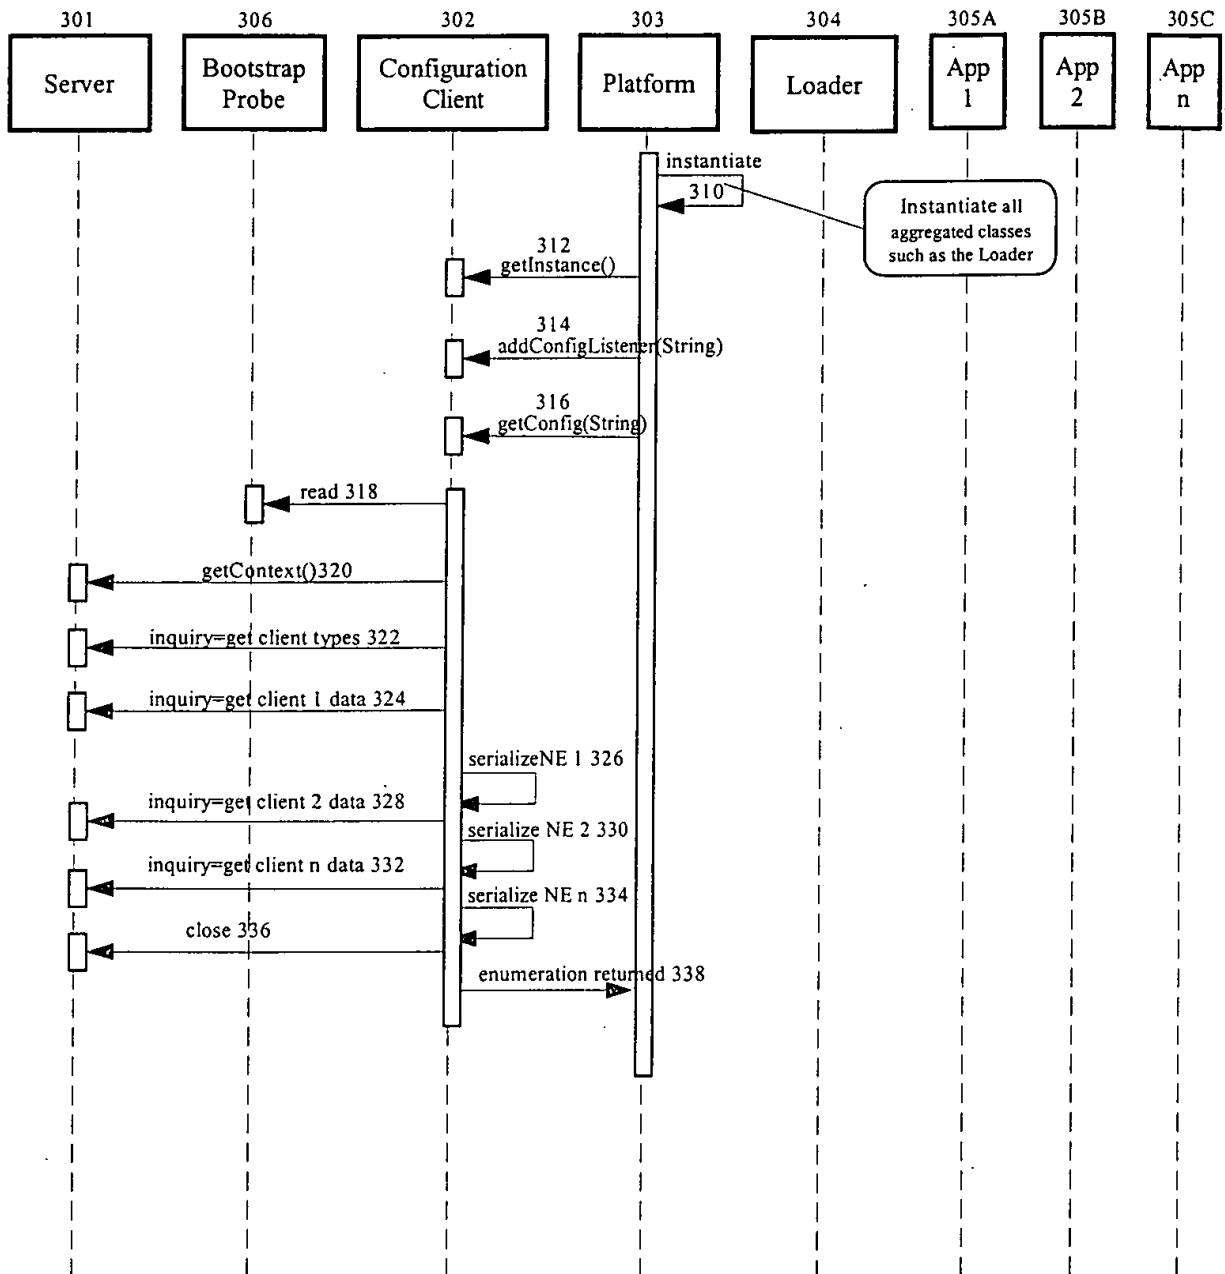 301
306
302
303
304
305A
305B
305C
Server
Bootstrap
Probe
Configuration
Client
Platform
Loader
App
1
App
2
App
n
instantiate
310
Instantiate all
aggregated classes
such as the Loader
312
getInstance()
314
addConfigListener(String)
316
getConfig(String)
read 318
getContext()320
inquiry=get client types 322
inquiry=get client 1 data 324
serializeNE 1 326
inquiry=get client 2 data 328
serialize NE 2 330
inquiry=get client n data 332
serialize NE n 334
close 336
enumeration returned 338